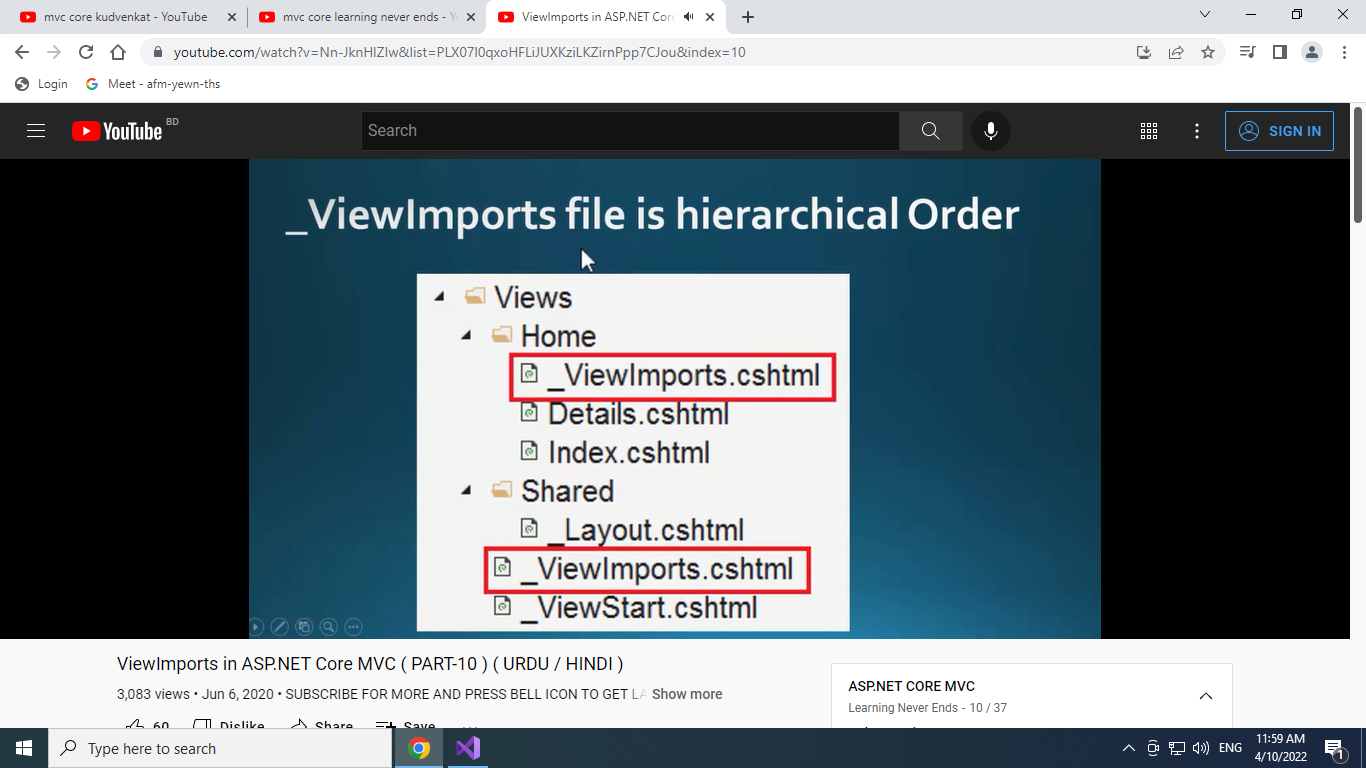 mvc core kudvenkat - YouTube
mvc core learning never ends - Y
ViewImports in ASP.NET Core
youtube.com/watch?v=Nn-JknHIZIw&list=PLX07l0qxoHFLiJUXKziLKZirnPpp7CJou&index=10
Login
Meet - afm-yewn-ths
YouTube BD
Search
SIGN IN
_ViewImports file is hierarchical Order
Views
Home
_ViewImports.cshtml
Details.cshtml
Index.cshtml
Shared
_Layout.cshtml
_ViewImports.cshtml
_ViewStart.cshtml
ViewImports in ASP.NET Core MVC ( PART-10 ) ( URDU / HINDI )
3,083 views • Jun 6, 2020 • SUBSCRIBE FOR MORE AND PRESS BELL ICON TO GET LA Show more
60 Dislike Share Save
ASP.NET CORE MVC
Learning Never Ends - 10 / 37
Type here to search
ENG
11:59 AM
4/10/2022
1